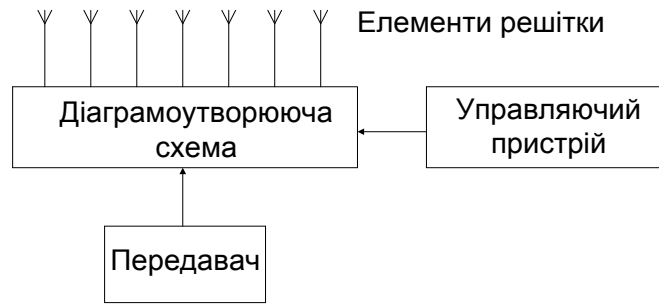 Елементи решітки
Діаграмоутворююча
схема
Управляючий
пристрій
Передавач